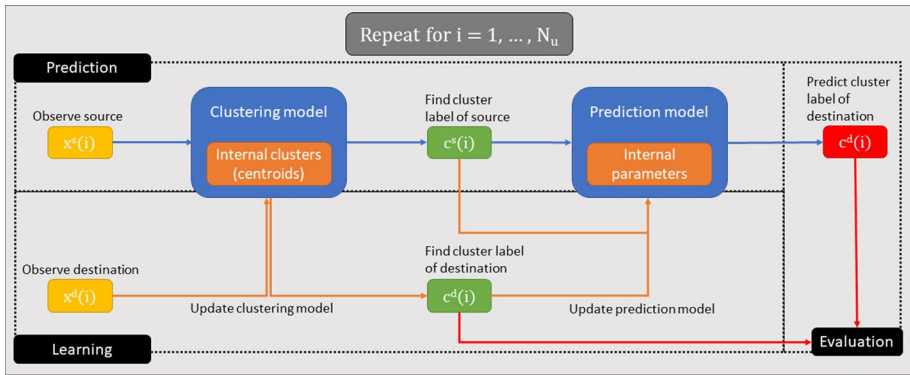 Repeat for i = 1, ... , Nᵤ
Prediction
Observe source
xˢ(i)
Clustering model
Internal clusters
(centroids)
Find cluster
label of source
cˢ(i)
Prediction model
Internal
parameters
Predict cluster
label of
destination
cᵈ(i)
Observe destination
xᵈ(i)
Update clustering model
Find cluster label
of destination
cᵈ(i)
Update prediction model
Learning
Evaluation